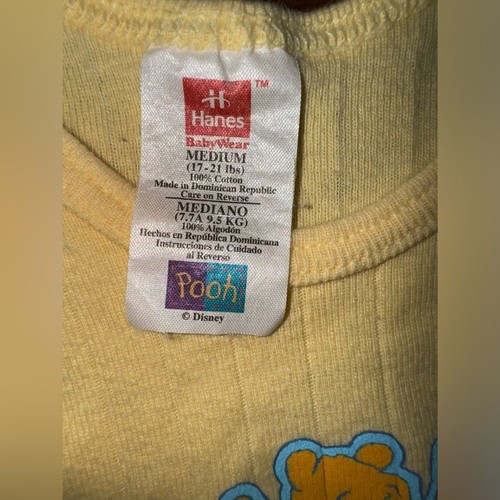 TM
Hanes
BabyWear
MEDIUM
(17-21 lbs)
100% Cotton
Made in Dominican Republic
Care on Reverse
MEDIANO
(7.7A 9.5 KG)
100% Algodón
Hechos en República Dominicana
Instrucciones de Cuidado
al Reverso
Pooh
© Disney